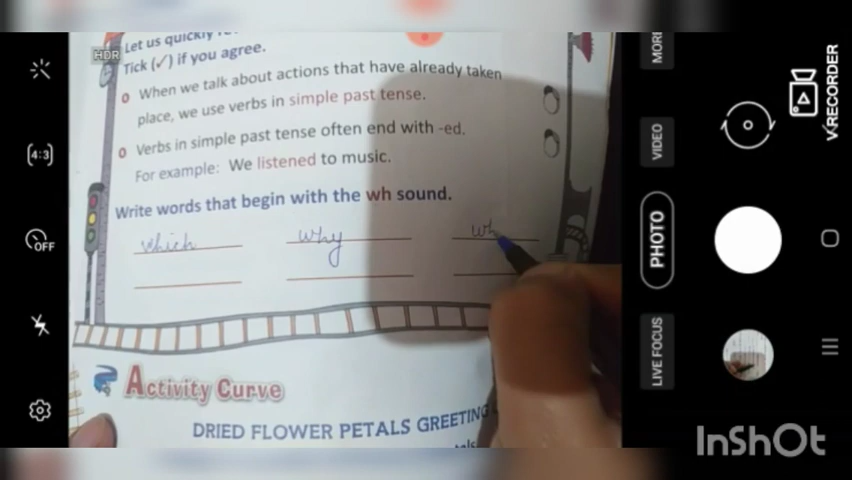 HDR
Let us quickly
Tick (✓) if you agree.
o When we talk about actions that have already taken
place, we use verbs in simple past tense.
o Verbs in simple past tense often end with -ed.
For example: We listened to music.
Write words that begin with the wh sound.
which why wh
Activity Curve
DRIED FLOWER PETALS GREETING
[4:3]
OFF
MORE
VIDEO
PHOTO
LIVE FOCUS
V-RECORDER
InShOt